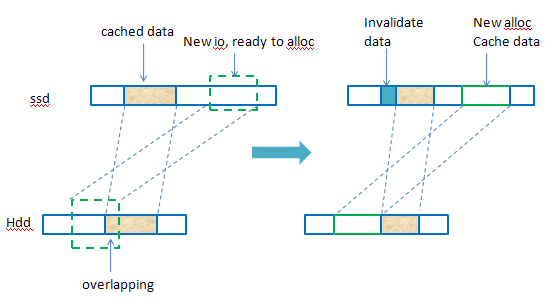 cached data
New io, ready to alloc
Invalidate
data
New alloc
Cache data
ssd
Hdd
overlapping